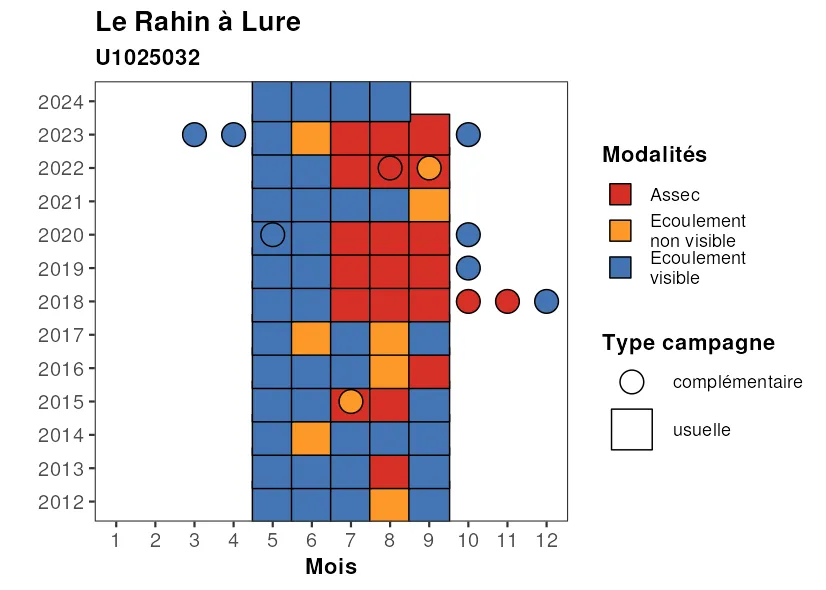 Le Rahin à Lure
U1025032
2024
2023
2022
2021
2020
2019
2018
2017
2016
2015
2014
2013
2012
1 2 3 4 5 6 7 8 9 10 11 12
Mois
Modalités
Assec
Ecoulement
non visible
Ecoulement
visible
Type campagne
complémentaire
usuelle